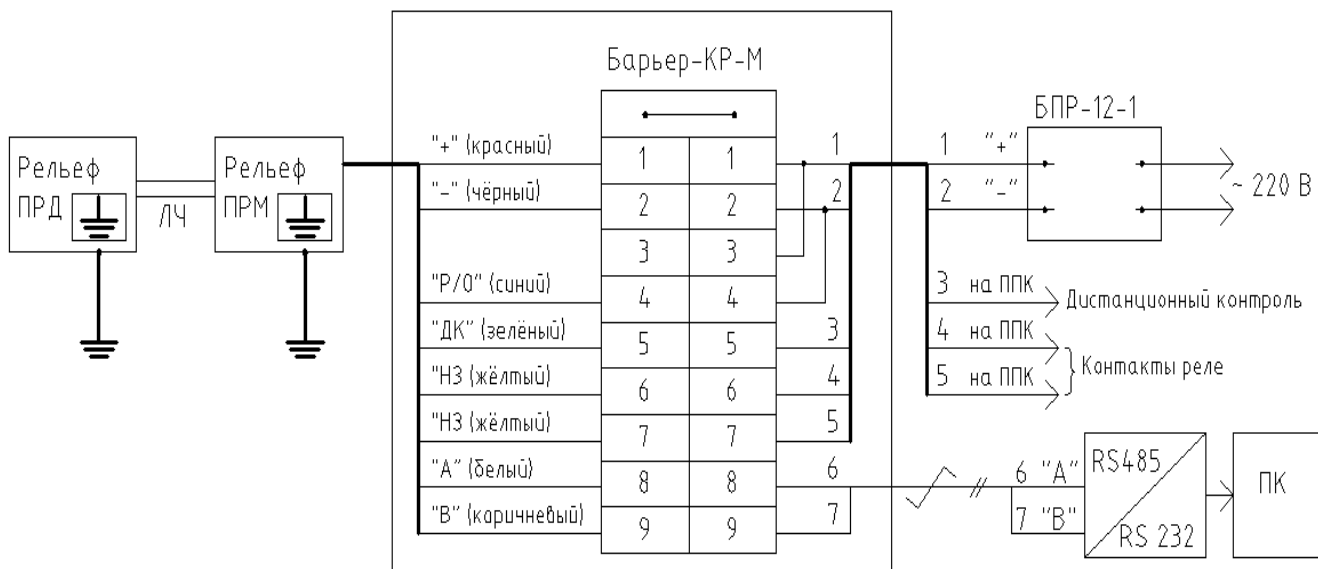 Барьер-КР-М
БПР-12-1
Рельеф
ПРД
ЛЧ
Рельеф
ПРМ
"+" (красный)
"-" (чёрный)
"Р/О" (синий)
"ДК" (зелёный)
"НЗ (жёлтый)
"НЗ (жёлтый)
"А" (белый)
"В" (каричневый)
1 1
2 2
3 3
4 4
5 5
6 6
7 7
8 8
9 9
1
2
3
4
5
6
7
1 "+"
2 "-"
~ 220 В
3 на ППК Дистанционный контроль
4 на ППК
5 на ППК
Контакты реле
6 "А"
7 "В"
RS485
RS 232
ПК